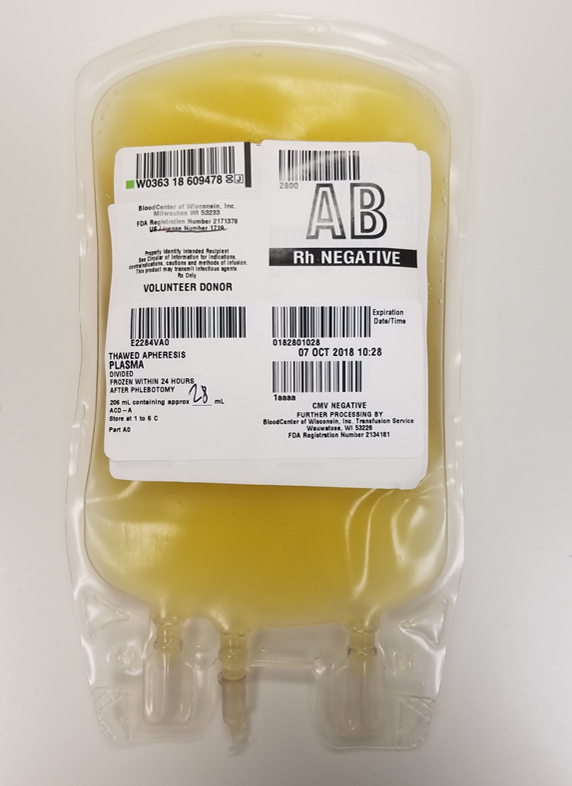 W0363 18 609478
BloodCenter of Wisconsin, Inc.
Milwaukee WI 53233
FDA Registration Number 2171378
US License Number 1719
Properly Identify Intended Recipient
See Circular of Information for indications,
contraindications, cautions and methods of infusion.
This product may transmit infectious agents.
Rx Only
VOLUNTEER DONOR
2800
AB
Rh NEGATIVE
E2284VA0
THAWED APHERESIS
PLASMA
DIVIDED
FROZEN WITHIN 24 HOURS
AFTER PHLEBOTOMY
206 mL containing approx 28 mL
ACD-A
Store at 1 to 6 C
Part A0
Expiration
Date/Time
0182801028
07 OCT 2018 10:28
1aaaa
CMV NEGATIVE
FURTHER PROCESSING BY
BloodCenter of Wisconsin, Inc. Transfusion Service
Wauwatosa, WI 53226
FDA Registration Number 2134161